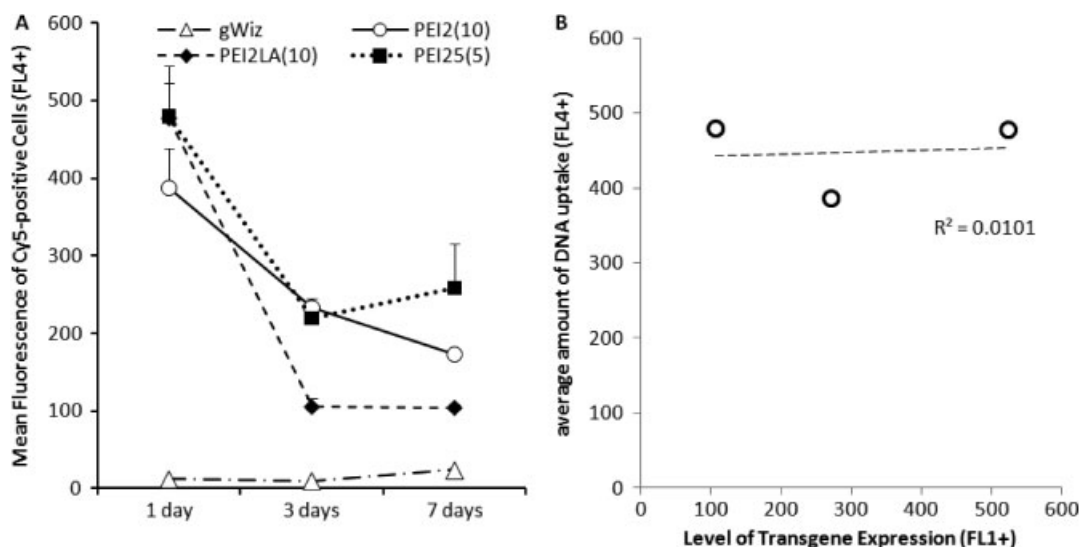 A
600
500
400
300
200
100
0
Mean Fluorescence of Cy5-positive Cells (FL4+)
gWiz
PEI2(10)
PEI2LA(10)
PEI25(5)
1 day
3 days
7 days
B
600
500
400
300
200
100
0
average amount of DNA uptake (FL4+)
R² = 0.0101
0 100 200 300 400 500 600
Level of Transgene Expression (FL1+)